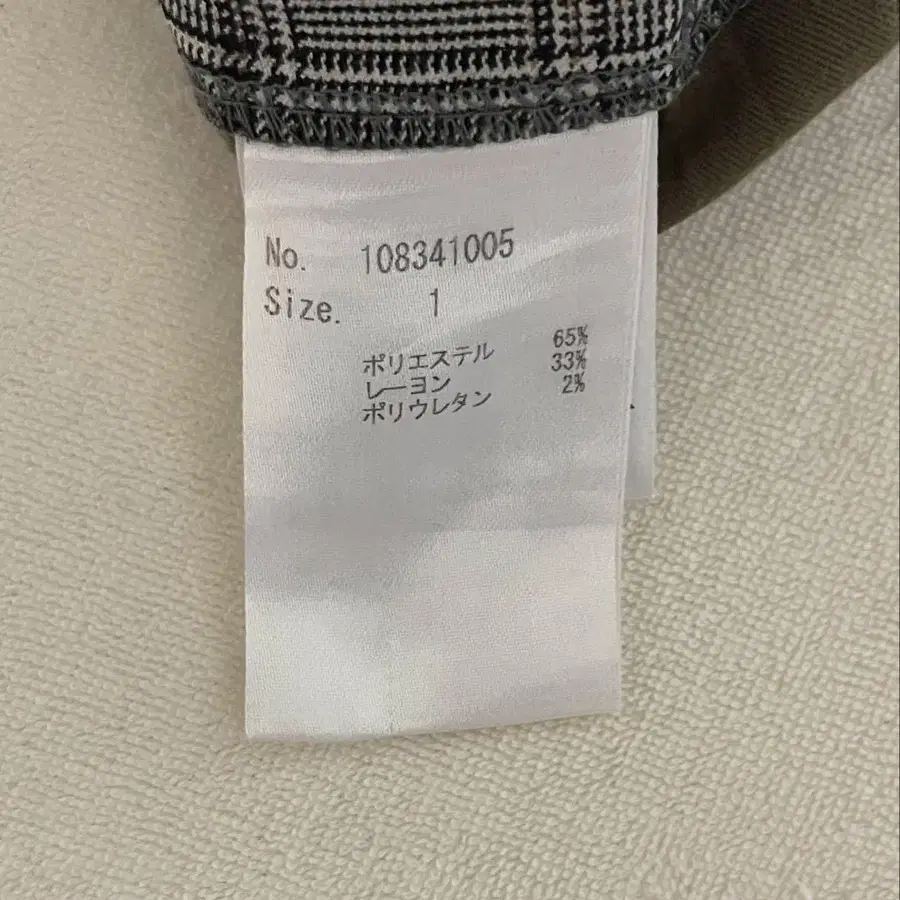 No. 108341005
Size. 1
ポリエステル 65%
レーヨン 33%
ポリウレタン 2%